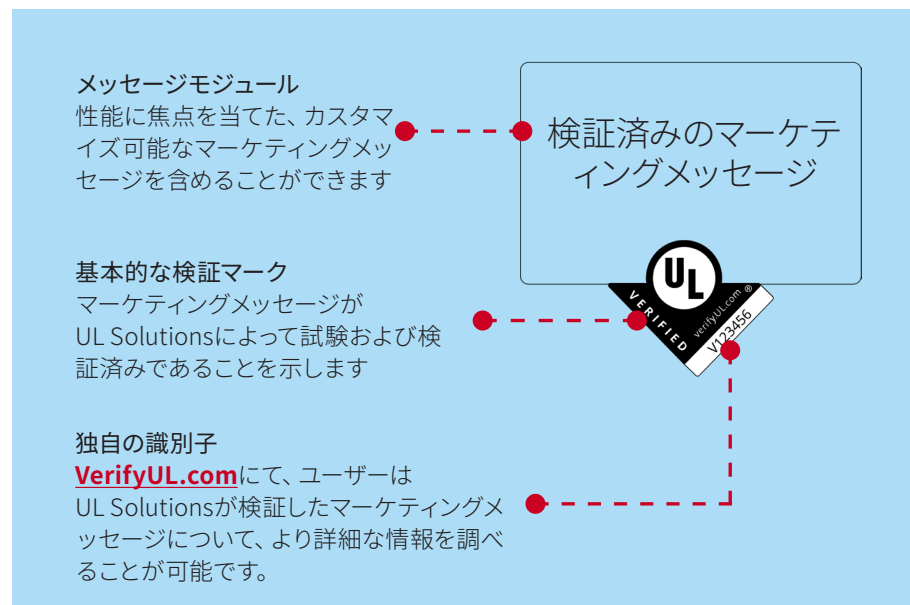 メッセージモジュール
性能に焦点を当てた、カスタマ
イズ可能なマーケティングメッ
セージを含めることができます
検証済みのマーケテ
ィングメッセージ
基本的な検証マーク
マーケティングメッセージが
UL Solutionsによって試験および検
証済みであることを示します
UL
VERIFIED
verifyUL.com ®
V123456
独自の識別子
VerifyUL.comにて、ユーザーは
UL Solutionsが検証したマーケティングメ
ッセージについて、より詳細な情報を調べ
ることが可能です。